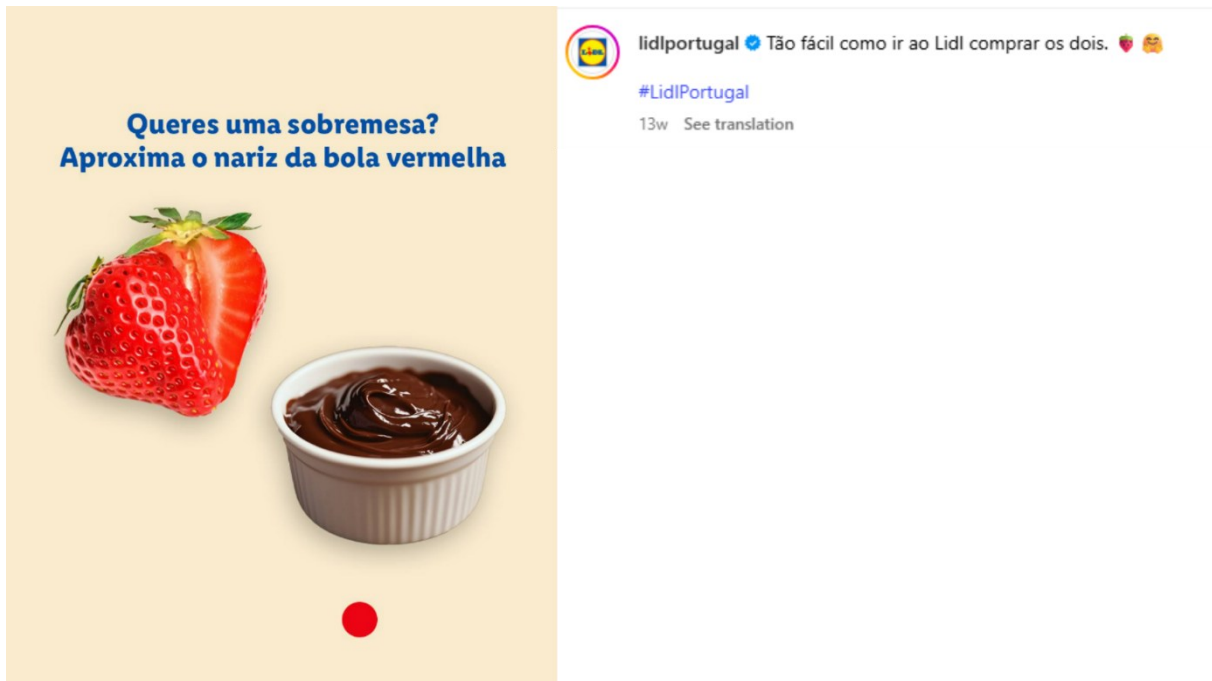 Queres uma sobremesa?
Aproxima o nariz da bola vermelha
LiDL
lidlportugal Tão fácil como ir ao Lidl comprar os dois. 🍓 🤗
#LidlPortugal
13w See translation